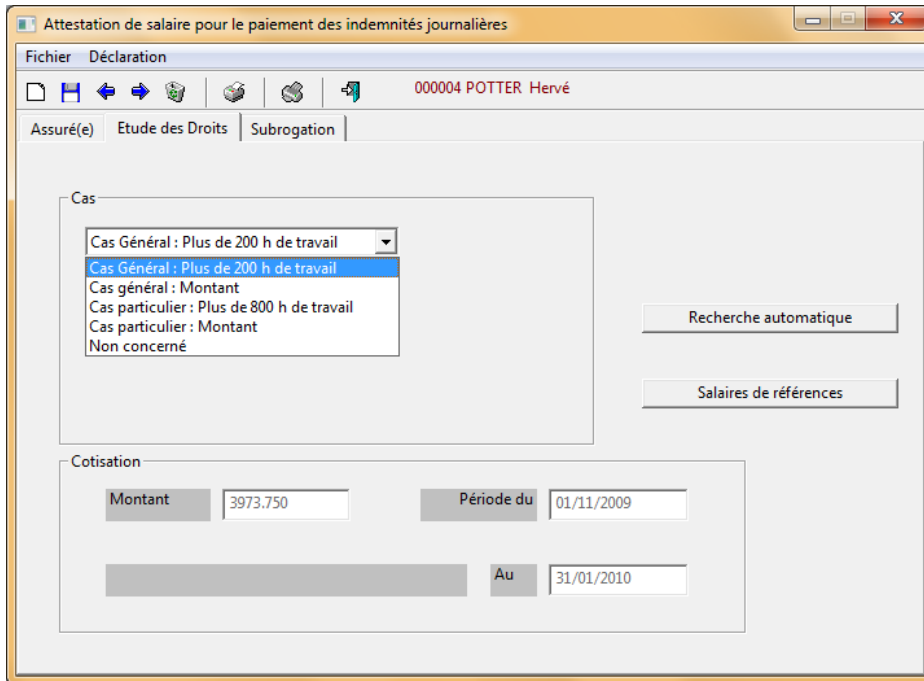 Attestation de salaire pour le paiement des indemnités journalières
Fichier Déclaration
000004 POTTER Hervé
Assuré(e) Etude des Droits Subrogation
Cas
Cas Général : Plus de 200 h de travail
Cas Général : Plus de 200 h de travail
Cas général : Montant
Cas particulier : Plus de 800 h de travail
Cas particulier : Montant
Non concerné
Recherche automatique
Salaires de références
Cotisation
Montant 3973.750 Période du 01/11/2009
Au 31/01/2010